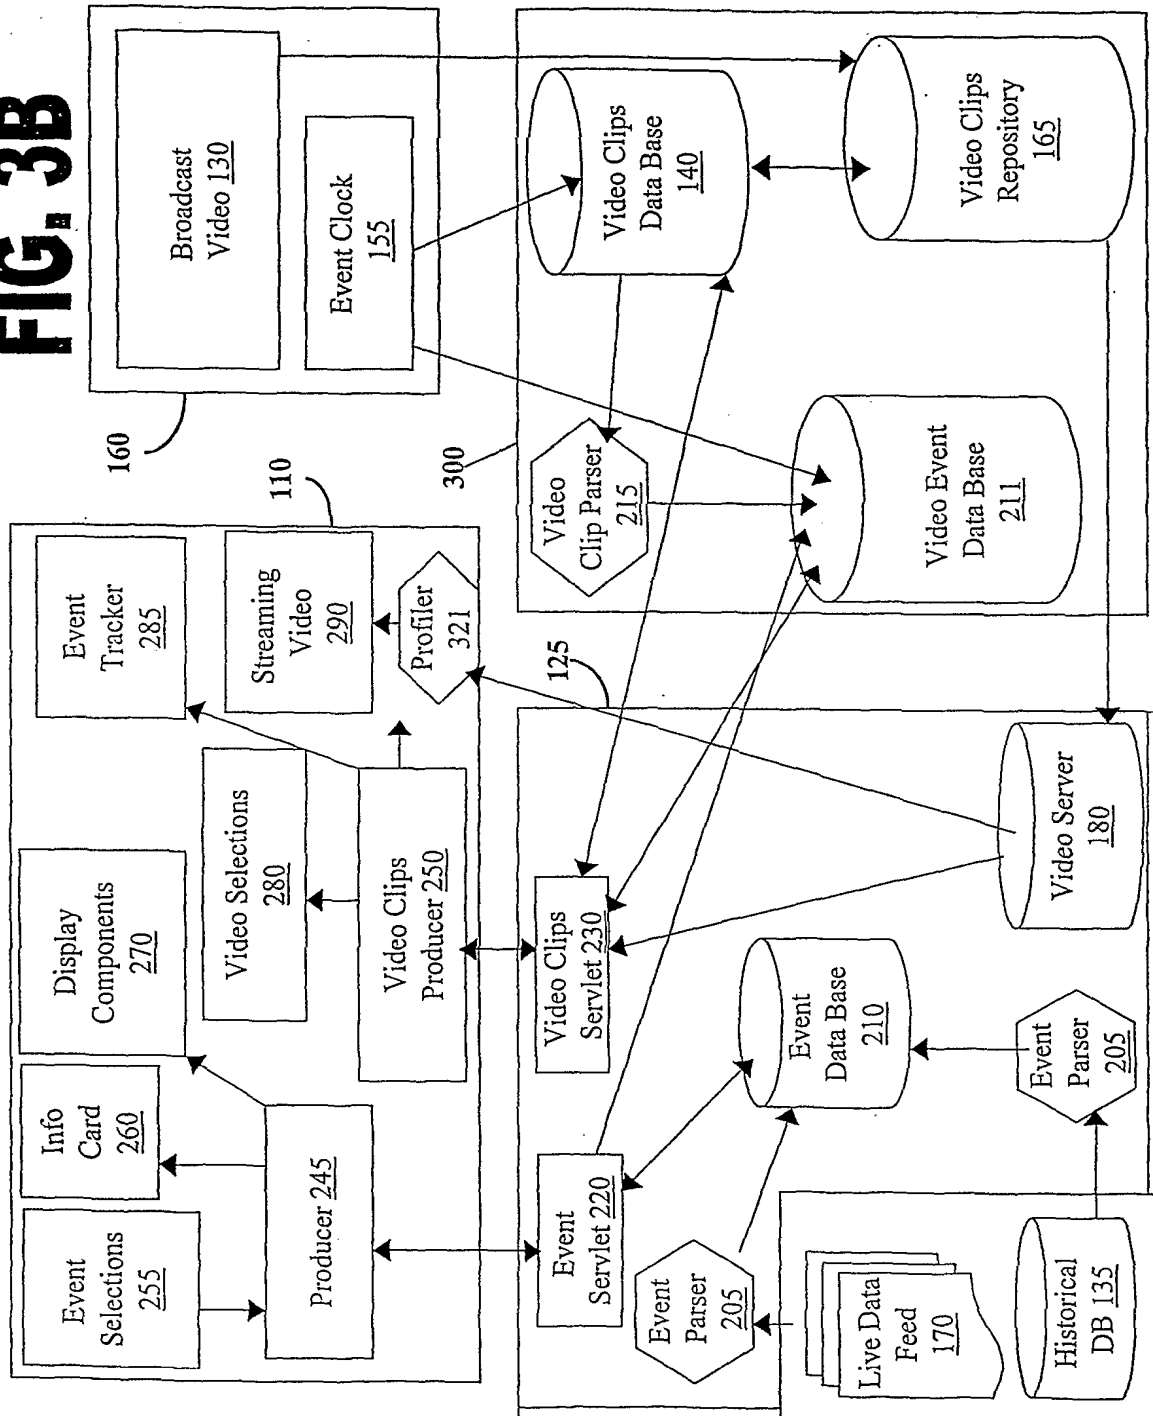 FIG. 3B
Event
Selections
255
Info
Card
260
Display
Components
270
Event
Tracker
285
Video Selections
280
Streaming
Video
290
Producer 245
Video Clips
Producer 250
Profiler
321
110
160
Broadcast
Video 130
Event Clock
155
Event
Servlet 220
Video Clips
Servlet 230
125
300
Event
Parser
205
Event
Data Base
210
Video
Clip Parser
215
Video Clips
Data Base
140
Live Data
Feed
170
Historical
DB 135
Event
Parser
205
Video Server
180
Video Event
Data Base
211
Video Clips
Repository
165